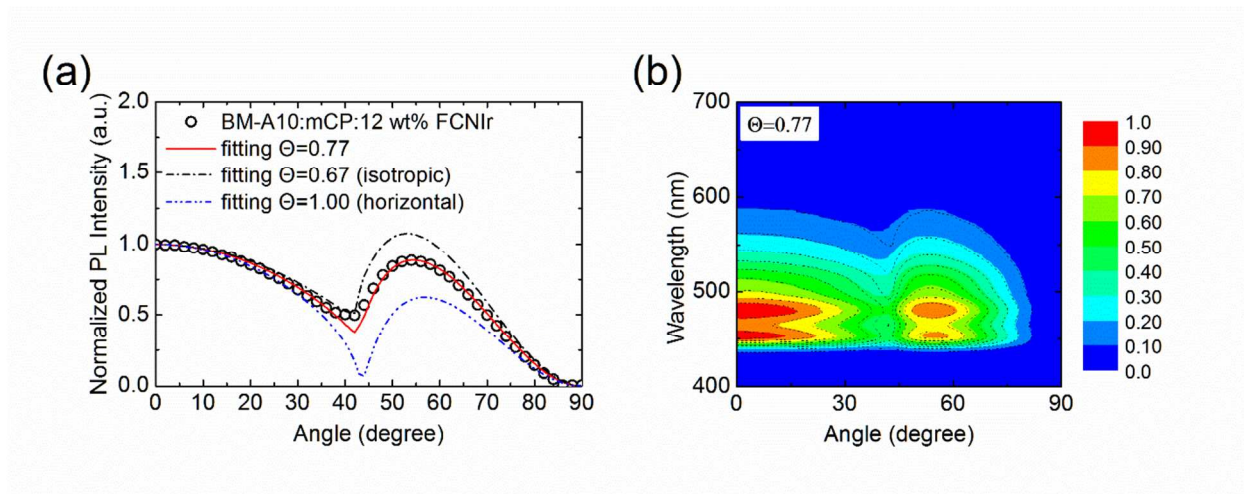 (a)
2.0
1.5
1.0
0.5
0.0
Normalized PL Intensity (a.u.)
BM-A10:mCP:12 wt% FCNIr
fitting Θ=0.77
fitting Θ=0.67 (isotropic)
fitting Θ=1.00 (horizontal)
0 10 20 30 40 50 60 70 80 90
Angle (degree)
(b)
700
600
500
400
Wavelength (nm)
Θ=0.77
0 30 60 90
Angle (degree)
1.0
0.90
0.80
0.70
0.60
0.50
0.40
0.30
0.20
0.10
0.0